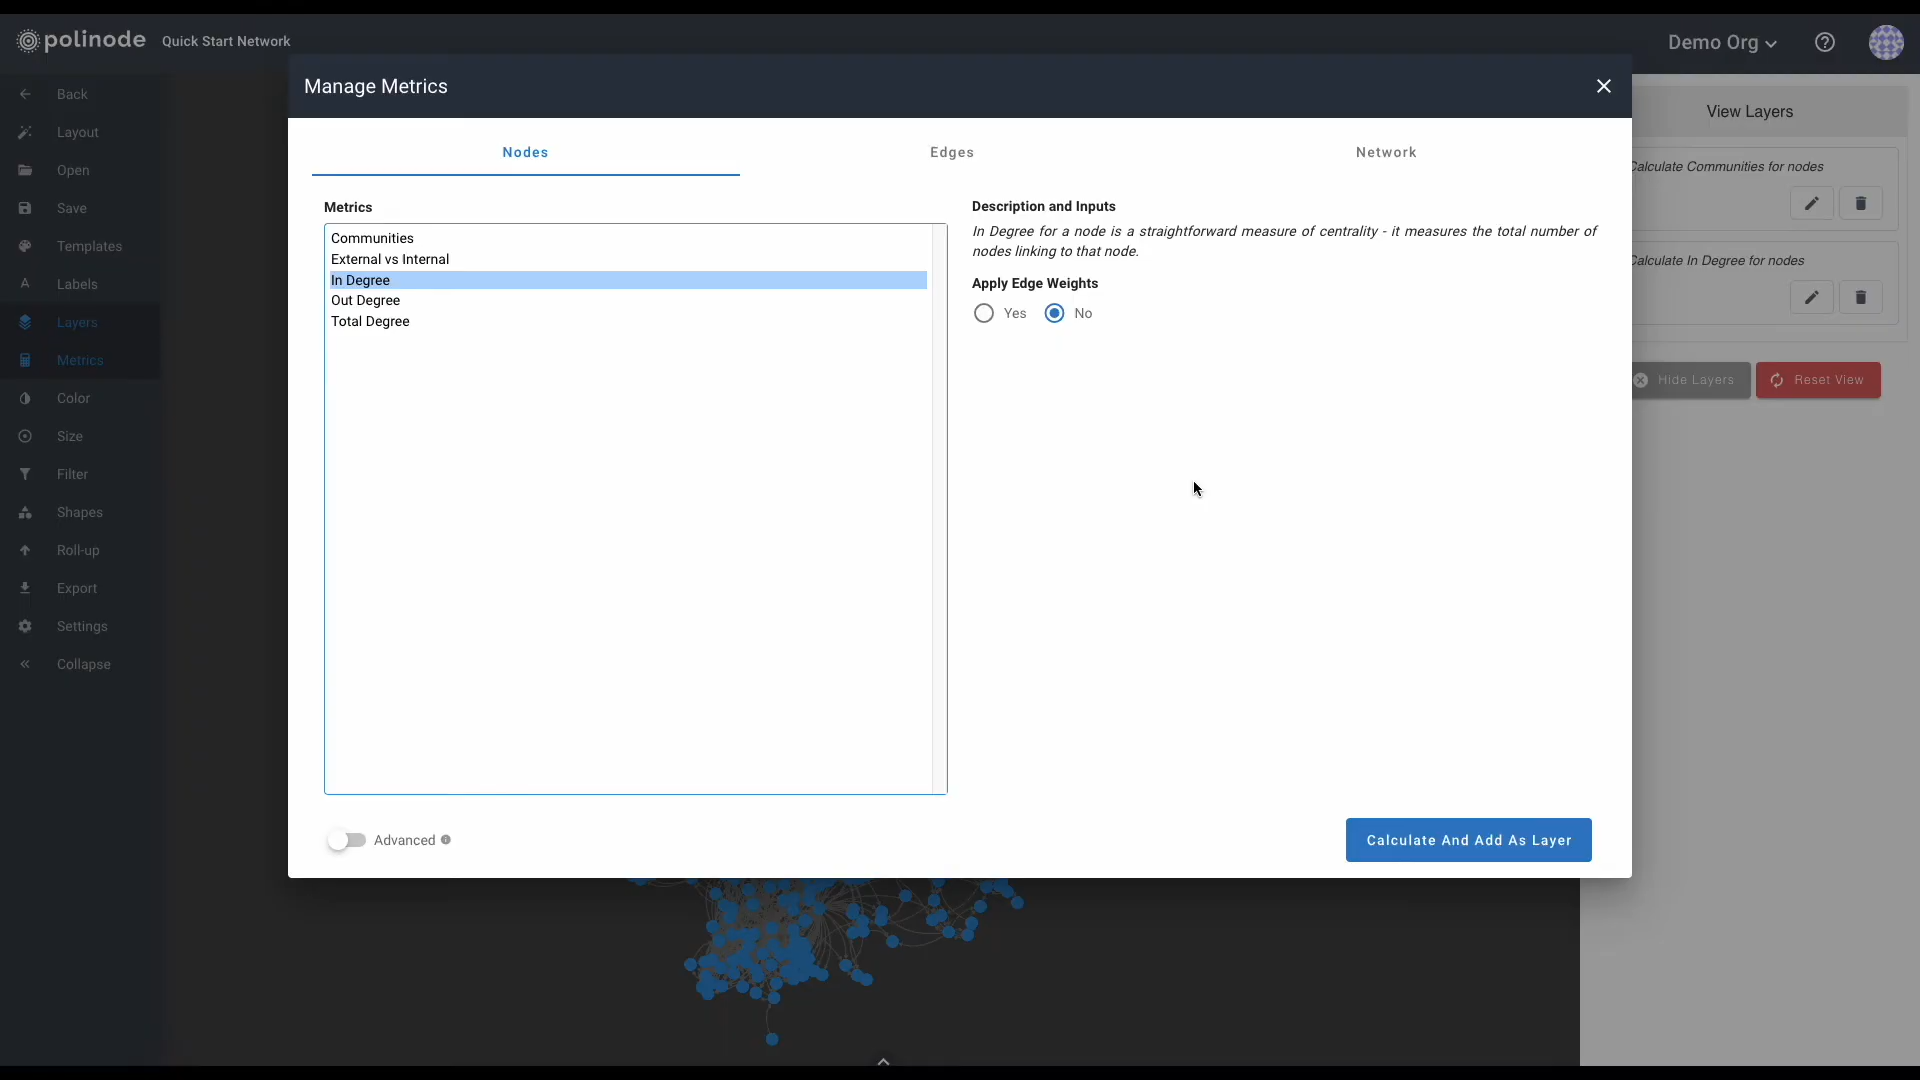 polinode Quick Start Network
Demo Org
Back
Layout
Open
Save
Templates
Labels
Layers
Metrics
Color
Size
Filter
Shapes
Roll-up
Export
Settings
Collapse
Manage Metrics
Nodes Edges Network
Metrics
Communities
External vs Internal
In Degree
Out Degree
Total Degree
Description and Inputs
In Degree for a node is a straightforward measure of centrality - it measures the total number of
nodes linking to that node.
Apply Edge Weights
Yes No
Advanced
Calculate And Add As Layer
View Layers
Calculate Communities for nodes
Calculate In Degree for nodes
Hide Layers Reset View